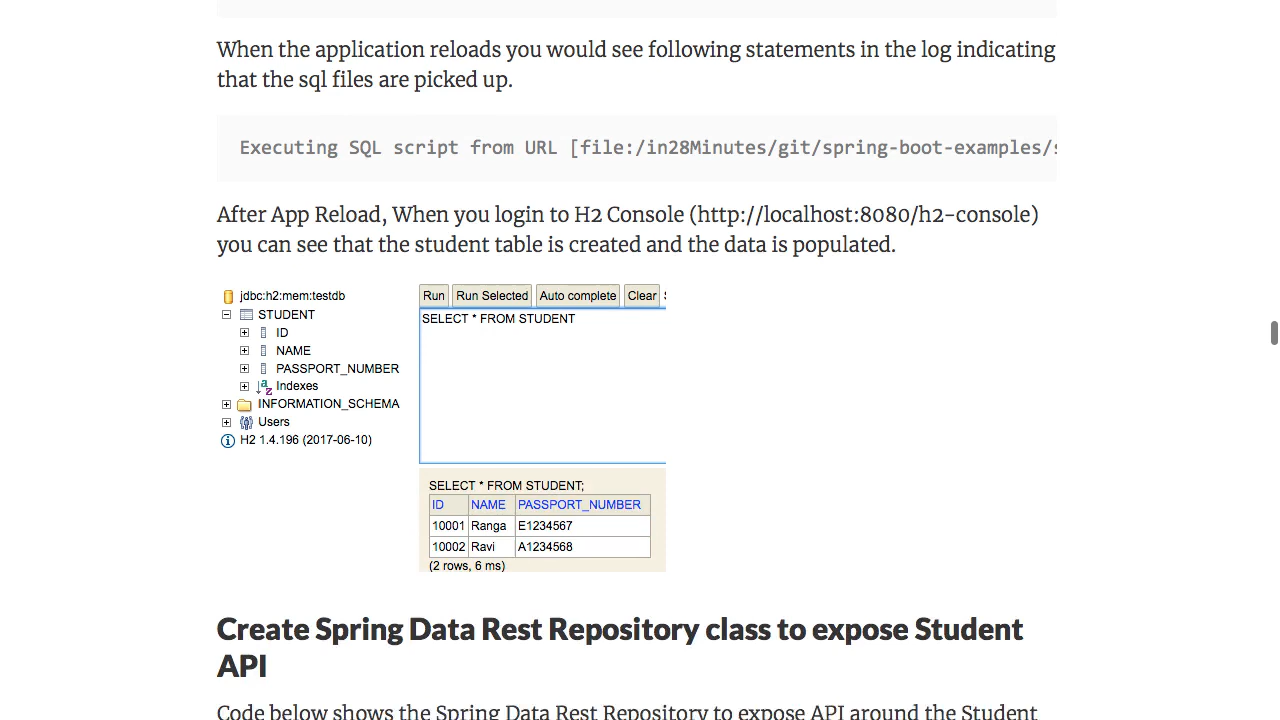 When the application reloads you would see following statements in the log indicating
that the sql files are picked up.
Executing SQL script from URL [file:/in28Minutes/git/spring-boot-examples/s
After App Reload, When you login to H2 Console (http://localhost:8080/h2-console)
you can see that the student table is created and the data is populated.
jdbc:h2:mem:testdb
STUDENT
ID
NAME
PASSPORT_NUMBER
Indexes
INFORMATION_SCHEMA
Users
H2 1.4.196 (2017-06-10)
Run Run Selected Auto complete Clear
SELECT * FROM STUDENT
SELECT * FROM STUDENT;
ID NAME PASSPORT_NUMBER
10001 Ranga E1234567
10002 Ravi A1234568
(2 rows, 6 ms)
Create Spring Data Rest Repository class to expose Student
API
Code below shows the Spring Data Rest Repository to expose API around the Student